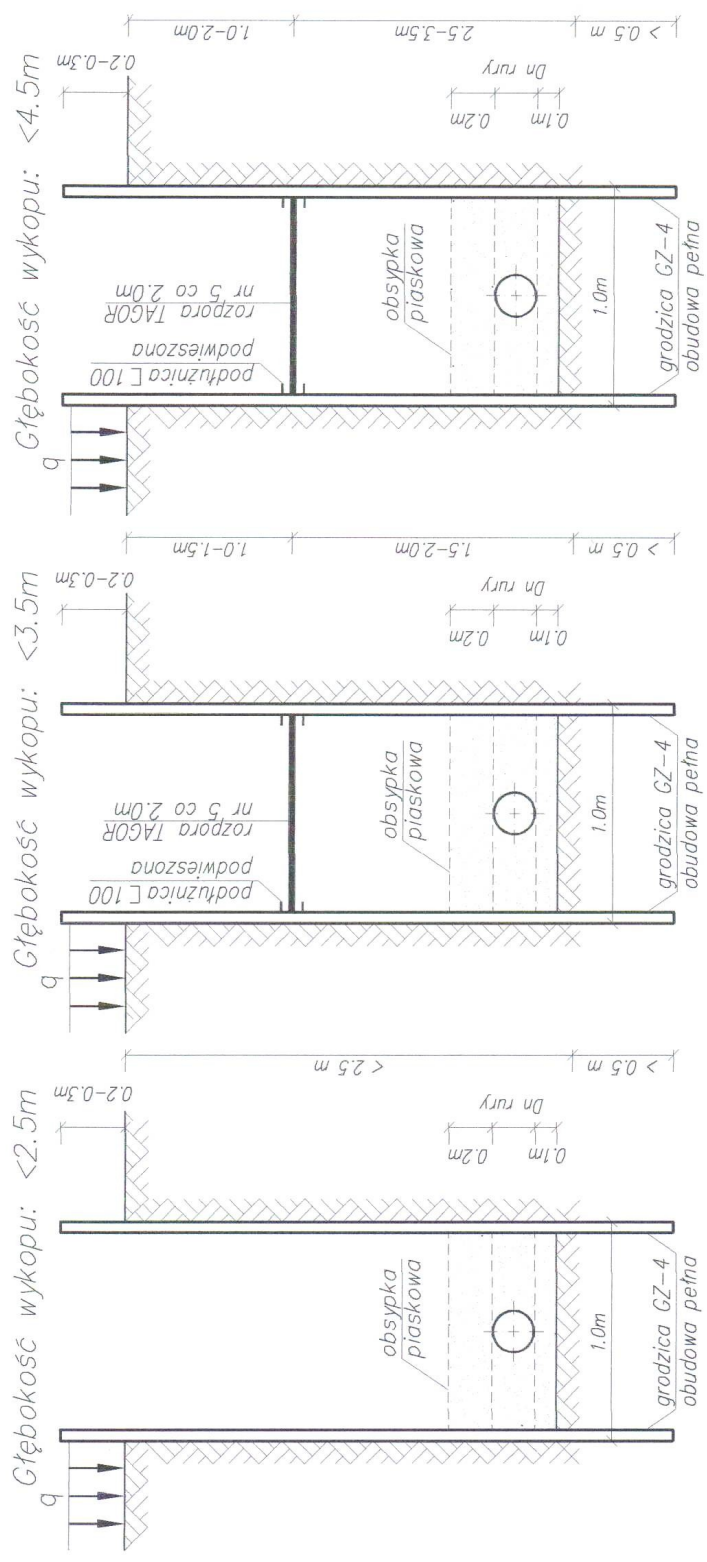 Głębokość wykopu: <2.5m
q
0.2-0.3m
< 2.5 m
> 0.5 m
Dn rury
0.2m
0.1m
obsypka
piaskowa
1.0m
grodzica GZ-4
obudowa pełna
Głębokość wykopu: <3.5m
q
0.2-0.3m
podłużnica [ 100
podwieszona
rozpora TAGOR
nr 5 co 2.0m
1.0-1.5m
1.5-2.0m
> 0.5 m
Dn rury
0.2m
0.1m
obsypka
piaskowa
1.0m
grodzica GZ-4
obudowa pełna
Głębokość wykopu: <4.5m
q
0.2-0.3m
podłużnica [ 100
podwieszona
rozpora TAGOR
nr 5 co 2.0m
1.0-2.0m
2.5-3.5m
> 0.5 m
Dn rury
0.2m
0.1m
obsypka
piaskowa
1.0m
grodzica GZ-4
obudowa pełna